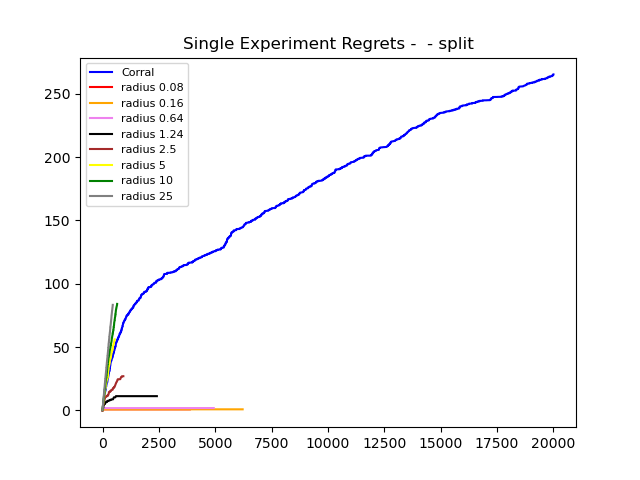 Single Experiment Regrets -  - split
Corral
radius 0.08
radius 0.16
radius 0.64
radius 1.24
radius 2.5
radius 5
radius 10
radius 25
250
200
150
100
50
0
0 2500 5000 7500 10000 12500 15000 17500 20000